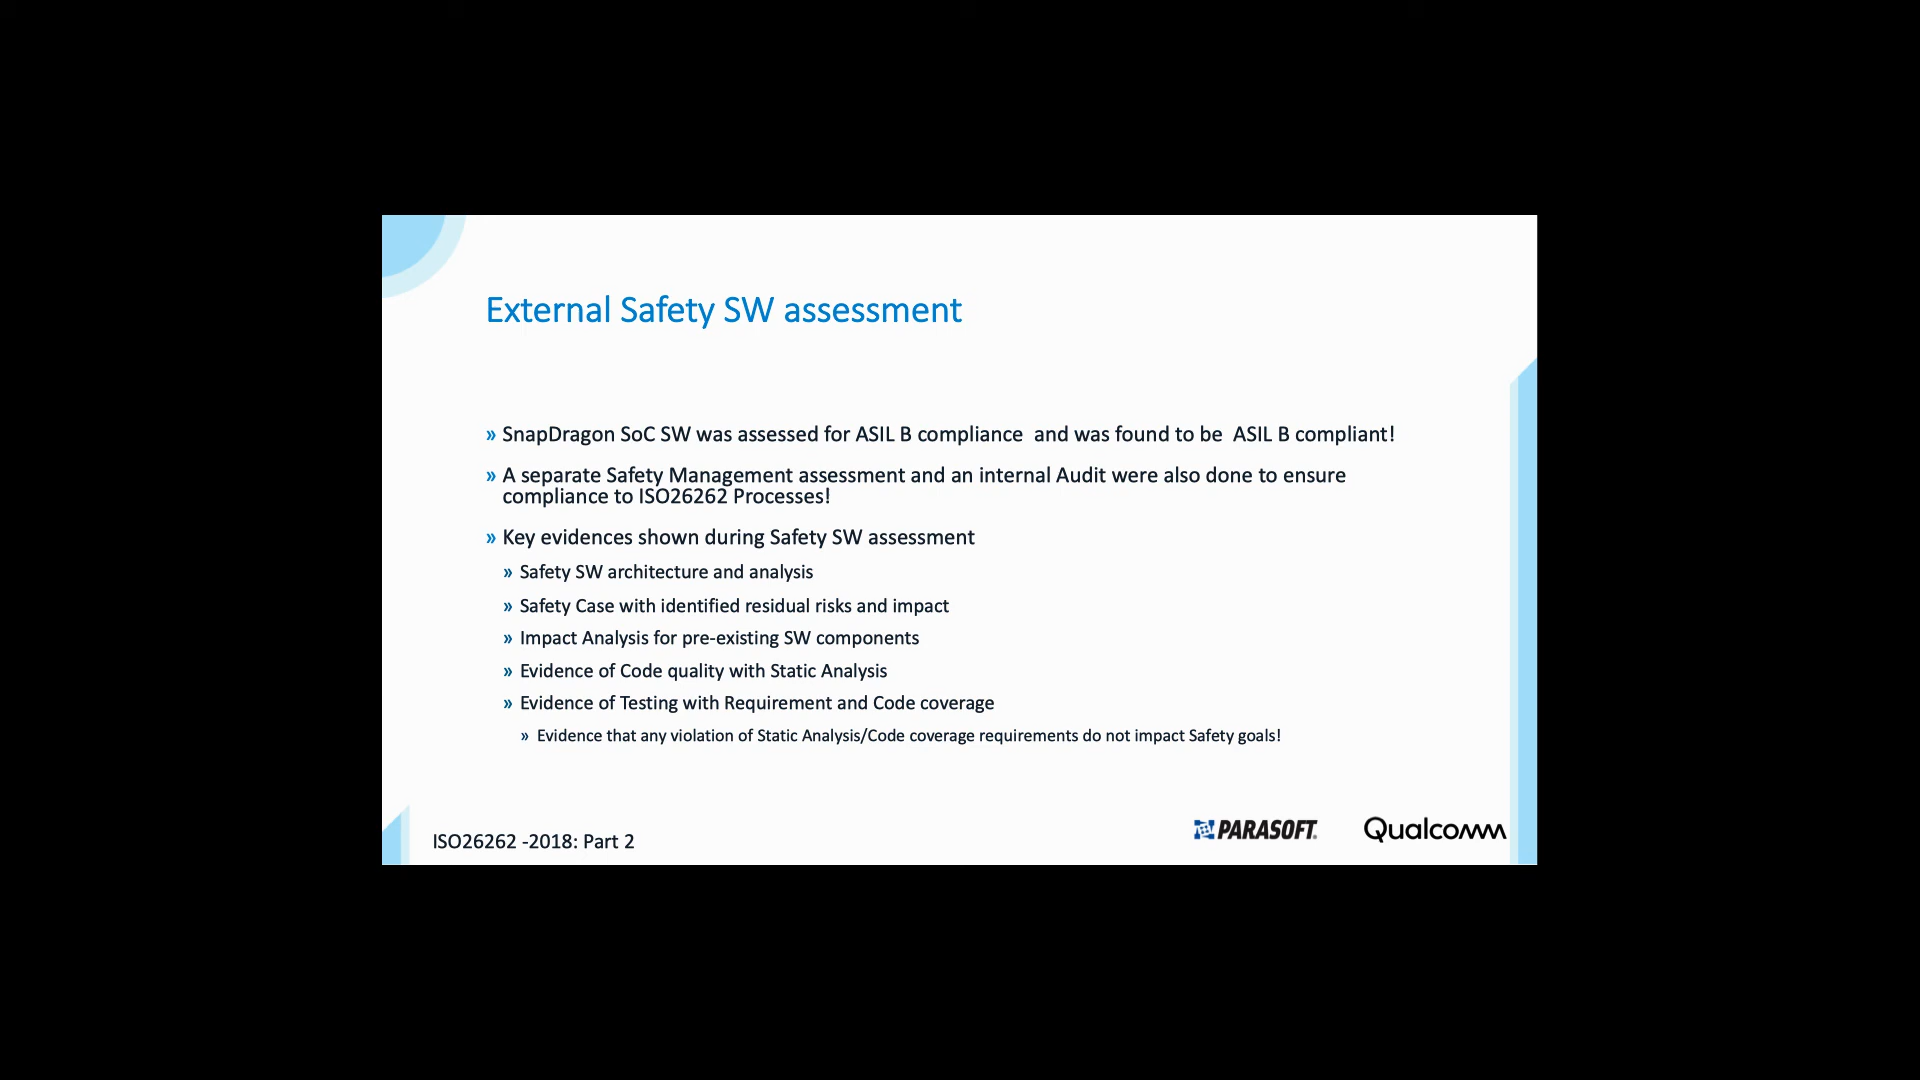 External Safety SW assessment
» SnapDragon SoC SW was assessed for ASIL B compliance  and was found to be  ASIL B compliant!
» A separate Safety Management assessment and an internal Audit were also done to ensure
compliance to ISO26262 Processes!
» Key evidences shown during Safety SW assessment
» Safety SW architecture and analysis
» Safety Case with identified residual risks and impact
» Impact Analysis for pre-existing SW components
» Evidence of Code quality with Static Analysis
» Evidence of Testing with Requirement and Code coverage
» Evidence that any violation of Static Analysis/Code coverage requirements do not impact Safety goals!
ISO26262 -2018: Part 2
PARASOFT.
Qualcomm